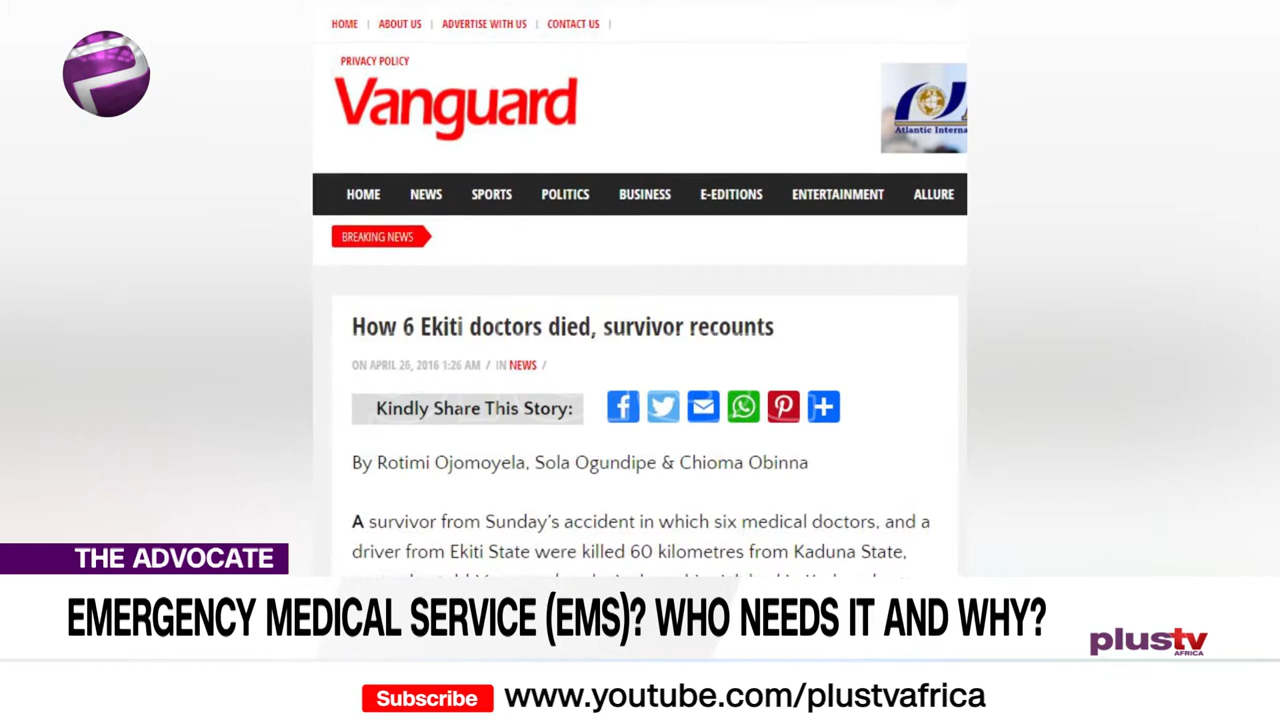 HOME | ABOUT US | ADVERTISE WITH US | CONTACT US |
PRIVACY POLICY
Vanguard
Atlantic Interna
HOME NEWS SPORTS POLITICS BUSINESS E-EDITIONS ENTERTAINMENT ALLURE
BREAKING NEWS
How 6 Ekiti doctors died, survivor recounts
ON APRIL 26, 2016 1:26 AM / IN NEWS /
Kindly Share This Story:
By Rotimi Ojomoyela, Sola Ogundipe & Chioma Obinna
A survivor from Sunday's accident in which six medical doctors, and a
driver from Ekiti State were killed 60 kilometres from Kaduna State,
THE ADVOCATE
EMERGENCY MEDICAL SERVICE (EMS)? WHO NEEDS IT AND WHY?
plustv
AFRICA
Subscribe www.youtube.com/plustvafrica